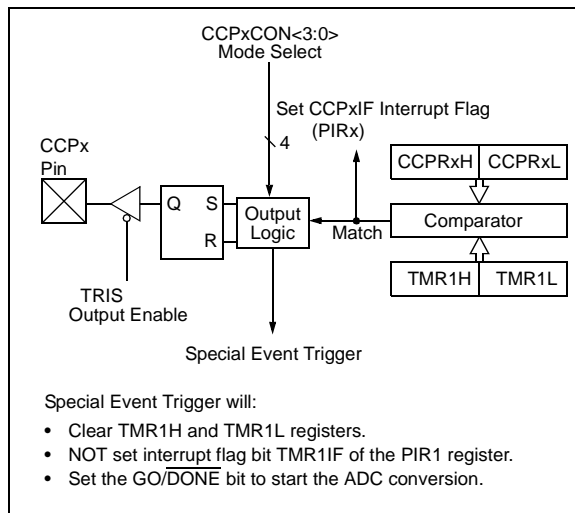 CCPxCON<3:0>
Mode Select
Set CCPxIF Interrupt Flag
(PIRx)
4
CCPx
Pin
CCPRxH CCPRxL
Q S
R
Output
Logic
Match
Comparator
TRIS
Output Enable
TMR1H TMR1L
Special Event Trigger
Special Event Trigger will:
• Clear TMR1H and TMR1L registers.
• NOT set interrupt flag bit TMR1IF of the PIR1 register.
• Set the GO/DONE bit to start the ADC conversion.